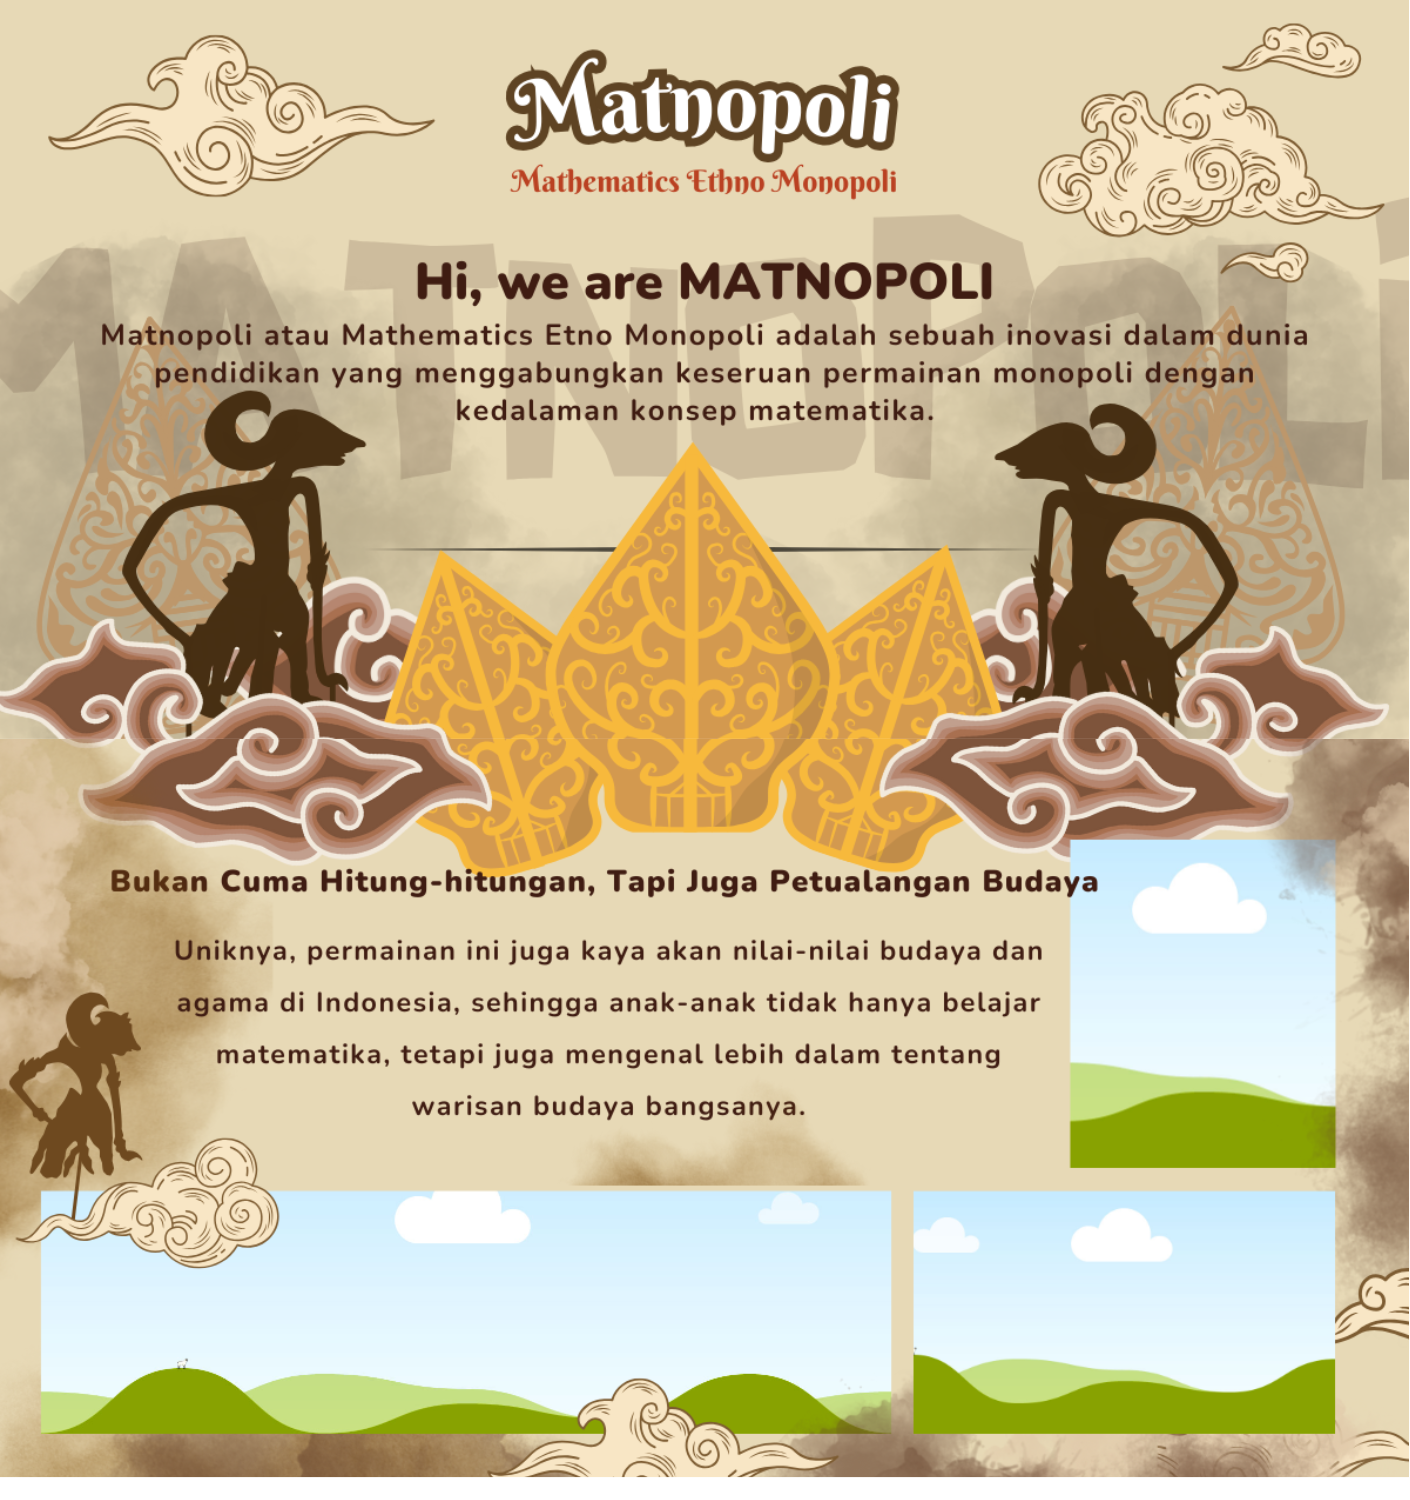 Matnopoli
Mathematics Ethno Monopoli
MATNOPOLI
Hi, we are MATNOPOLI
Matnopoli atau Mathematics Etno Monopoli adalah sebuah inovasi dalam dunia
pendidikan yang menggabungkan keseruan permainan monopoli dengan
kedalaman konsep matematika.
Bukan Cuma Hitung-hitungan, Tapi Juga Petualangan Budaya
Uniknya, permainan ini juga kaya akan nilai-nilai budaya dan
agama di Indonesia, sehingga anak-anak tidak hanya belajar
matematika, tetapi juga mengenal lebih dalam tentang
warisan budaya bangsanya.